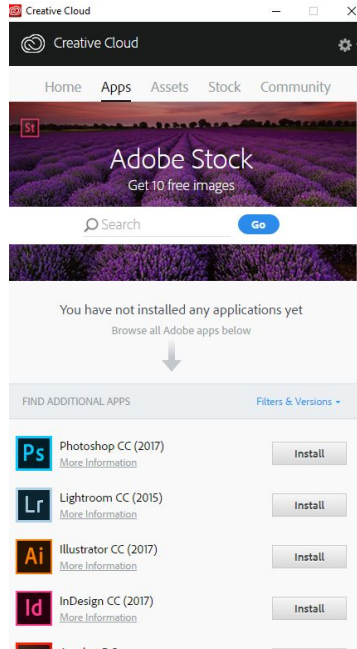 Creative Cloud
Creative Cloud
Home Apps Assets Stock Community
St
Adobe Stock
Get 10 free images
Search Go
You have not installed any applications yet
Browse all Adobe apps below
FIND ADDITIONAL APPS Filters & Versions
Ps Photoshop CC (2017) Install
More Information
Lr Lightroom CC (2015) Install
More Information
Ai Illustrator CC (2017) Install
More Information
Id InDesign CC (2017) Install
More Information